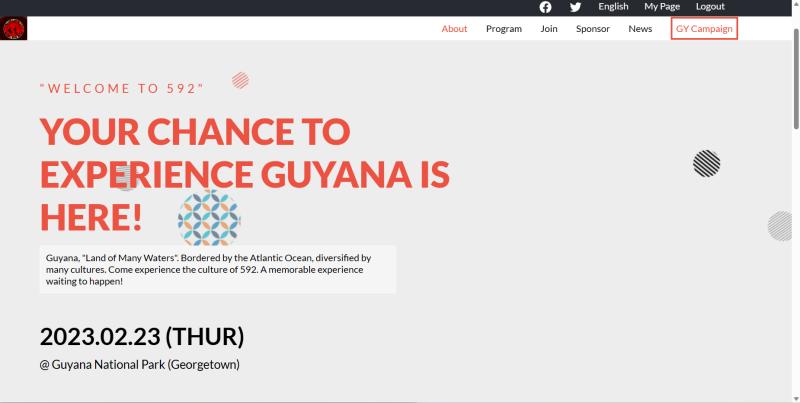 English My Page Logout
About Program Join Sponsor News GY Campaign
"WELCOME TO 592"
YOUR CHANCE TO
EXPERIENCE GUYANA IS
HERE!
Guyana, "Land of Many Waters". Bordered by the Atlantic Ocean, diversified by
many cultures. Come experience the culture of 592. A memorable experience
waiting to happen!
2023.02.23 (THUR)
@ Guyana National Park (Georgetown)